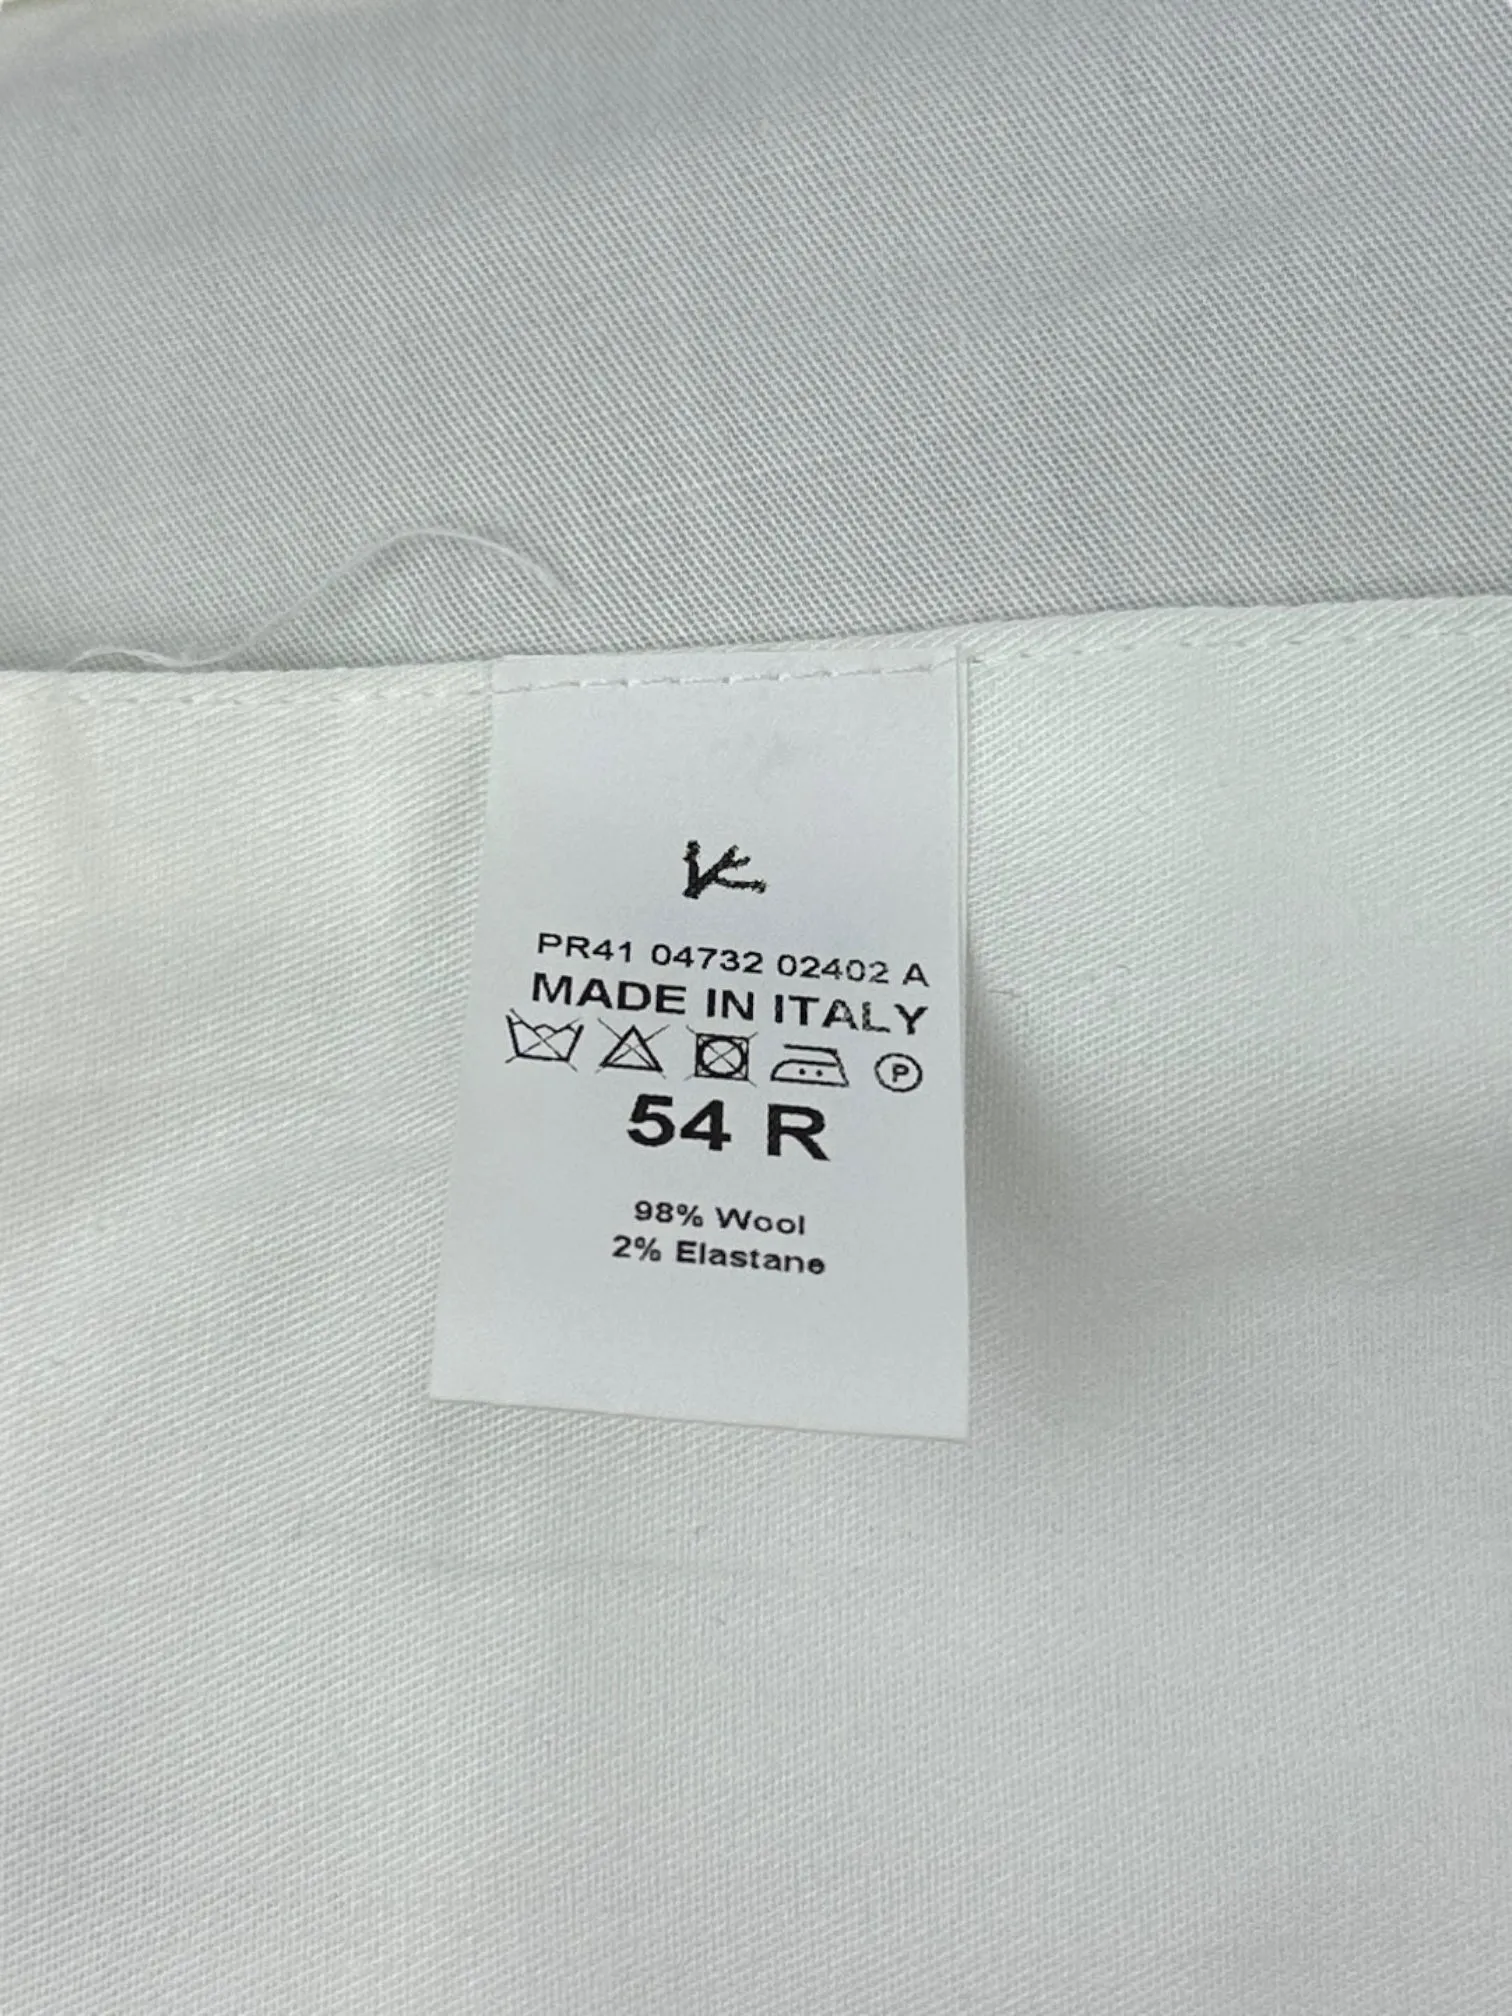 PR41 04732 02402 A
MADE IN ITALY
P
54 R
98% Wool
2% Elastane